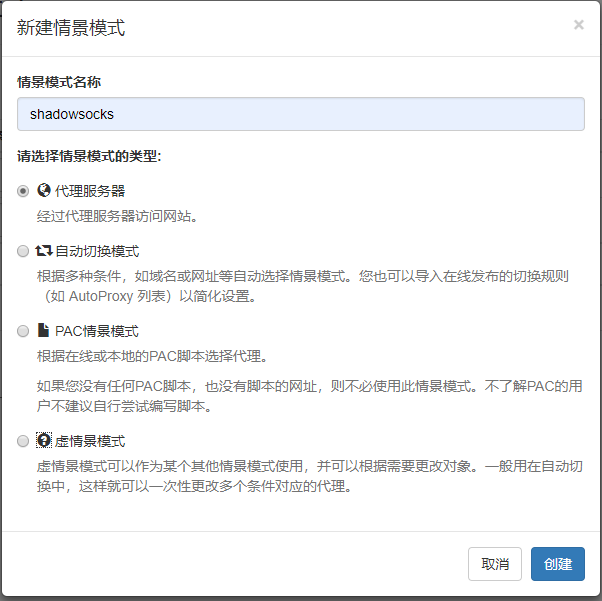 新建情景模式
×
情景模式名称
shadowsocks
请选择情景模式的类型:
代理服务器
经过代理服务器访问网站。
自动切换模式
根据多种条件，如域名或网址等自动选择情景模式。您也可以导入在线发布的切换规则
（如 AutoProxy 列表）以简化设置。
PAC情景模式
根据在线或本地的PAC脚本选择代理。
如果您没有任何PAC脚本，也没有脚本的网址，则不必使用此情景模式。不了解PAC的用
户不建议自行尝试编写脚本。
虚情景模式
虚情景模式可以作为某个其他情景模式使用，并可以根据需要更改对象。一般用在自动切
换中，这样就可以一次性更改多个条件对应的代理。
取消
创建